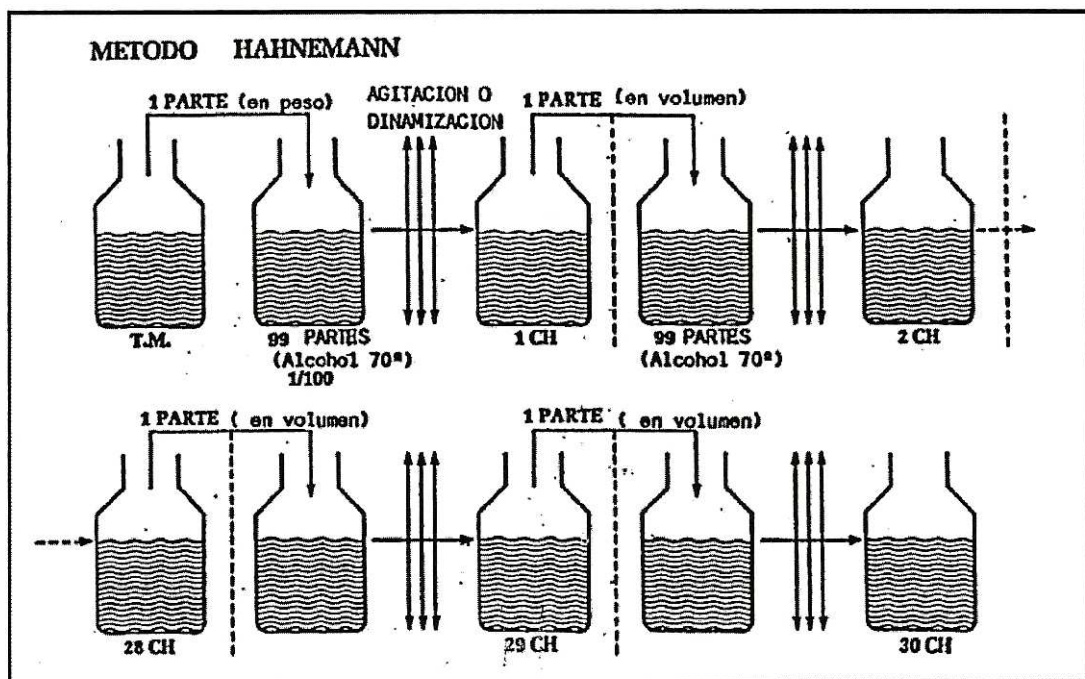 METODO HAHNEMANN
1 PARTE (en peso)
AGITACION O
DINAMIZACION
1 PARTE (en volumen)
T.M.
99 PARTES
(Alcohol 70º)
1/100
1 CH
99 PARTES
(Alcohol 70º)
2 CH
1 PARTE ( en volumen)
1 PARTE ( en volumen)
28 CH
29 CH
30 CH